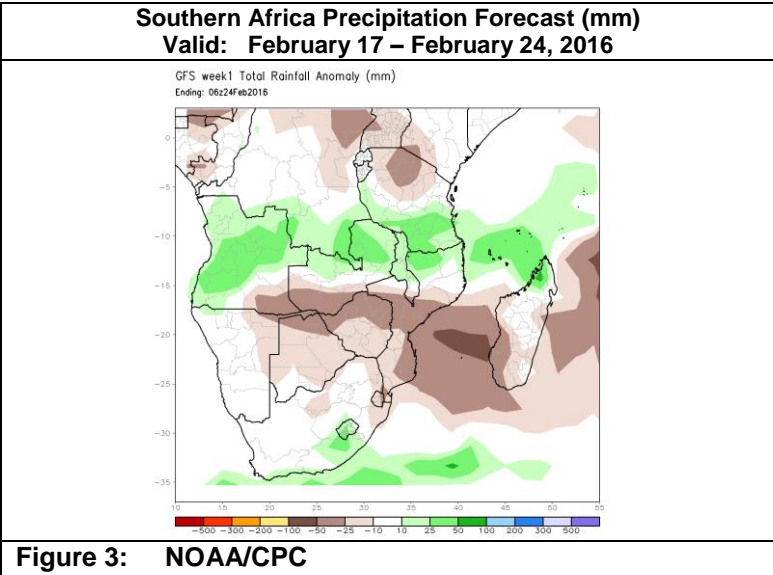 Southern Africa Precipitation Forecast (mm)
Valid: February 17 – February 24, 2016
GFS week1 Total Rainfall Anomaly (mm)
Ending: 06z24Feb2016
0
-5
-10
-15
-20
-25
-30
-35
10 15 20 25 30 35 40 45 50 55
-500 -300 -200 -100 -50 -25 -10 10 25 50 100 200 300 500
Figure 3: NOAA/CPC